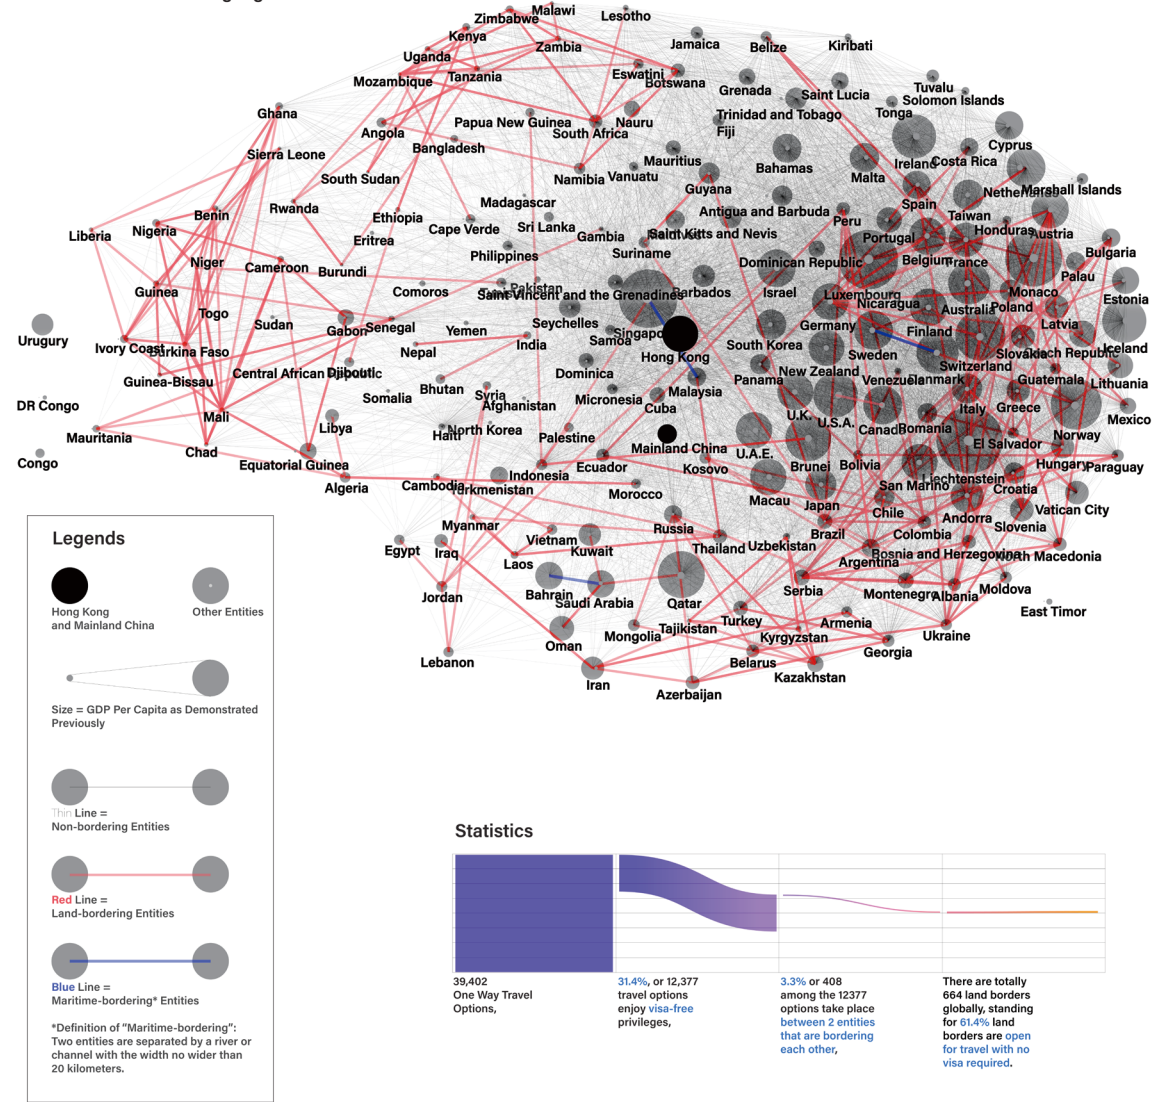 Malawi
Zimbabwe
Lesotho
Kenya
Zambia
Jamaica
Belize
Kiribati
Uganda
Mozambique
Tanzania
Eswatini
Botswana
Grenada
Saint Lucia
Tuvalu
Solomon Islands
Ghana
Angola
Papua New Guinea
South Africa
Nauru
Trinidad and Tobago
Fiji
Tonga
Cyprus
Sierra Leone
Bangladesh
Mauritius
Bahamas
Malta
Ireland
Costa Rica
South Sudan
Namibia
Vanuatu
Guyana
Netherlands
Marshall Islands
Rwanda
Madagascar
Antigua and Barbuda
Spain
Taiwan
Benin
Ethiopia
Cape Verde
Sri Lanka
Gambia
Saint Kitts and Nevis
Peru
Portugal
Honduras
Austria
Liberia
Nigeria
Eritrea
Philippines
Suriname
Dominican Republic
Belgium
France
Bulgaria
Niger
Cameroon
Burundi
Comoros
Pakistan
Saint Vincent and the Grenadines
Barbados
Israel
Luxembourg
Nicaragua
Monaco
Palau
Estonia
Guinea
Togo
Sudan
Gabon
Senegal
Yemen
Seychelles
Samoa
Singapo
Hong Kong
South Korea
Germany
Australia
Poland
Finland
Latvia
Urugury
Ivory Coast
Burkina Faso
Nepal
India
Sweden
Slovakia
Czech Republic
Iceland
Guinea-Bissau
Central African Republic
Djibouti
Dominica
Malaysia
Panama
New Zealand
Venezuela
Denmark
Switzerland
Guatemala
Lithuania
DR Congo
Mali
Somalia
Bhutan
Syria
Afghanistan
Micronesia
Cuba
U.K.
U.S.A.
Canada
Romania
Italy
Greece
Mexico
Mauritania
Chad
Libya
Haiti
North Korea
Palestine
Mainland China
El Salvador
Norway
Congo
Equatorial Guinea
Algeria
Cambodia
Turkmenistan
Indonesia
Ecuador
Morocco
Kosovo
U.A.E.
Brunei
Bolivia
San Marino
Liechtenstein
Hungary
Paraguay
Macau
Japan
Chile
Croatia
Vatican City
Myanmar
Vietnam
Russia
Thailand
Uzbekistan
Brazil
Colombia
Andorra
Slovenia
Egypt
Iraq
Laos
Kuwait
Argentina
Bosnia and Herzegovina
North Macedonia
Jordan
Bahrain
Saudi Arabia
Qatar
Serbia
Montenegro
Albania
Moldova
East Timor
Oman
Mongolia
Tajikistan
Turkey
Kyrgyzstan
Armenia
Ukraine
Lebanon
Iran
Azerbaijan
Belarus
Kazakhstan
Georgia
Legends
Hong Kong
and Mainland China
Other Entities
Size = GDP Per Capita as Demonstrated
Previously
Thin Line =
Non-bordering Entities
Red Line =
Land-bordering Entities
Blue Line =
Maritime-bordering* Entities
*Definition of "Maritime-bordering":
Two entities are separated by a river or
channel with the width no wider than
20 kilometers.
Statistics
39,402
One Way Travel
Options,
31.4%, or 12,377
travel options
enjoy visa-free
privileges,
3.3% or 408
among the 12377
options take place
between 2 entities
that are bordering
each other,
There are totally
664 land borders
globally, standing
for 61.4% land
borders are open
for travel with no
visa required.